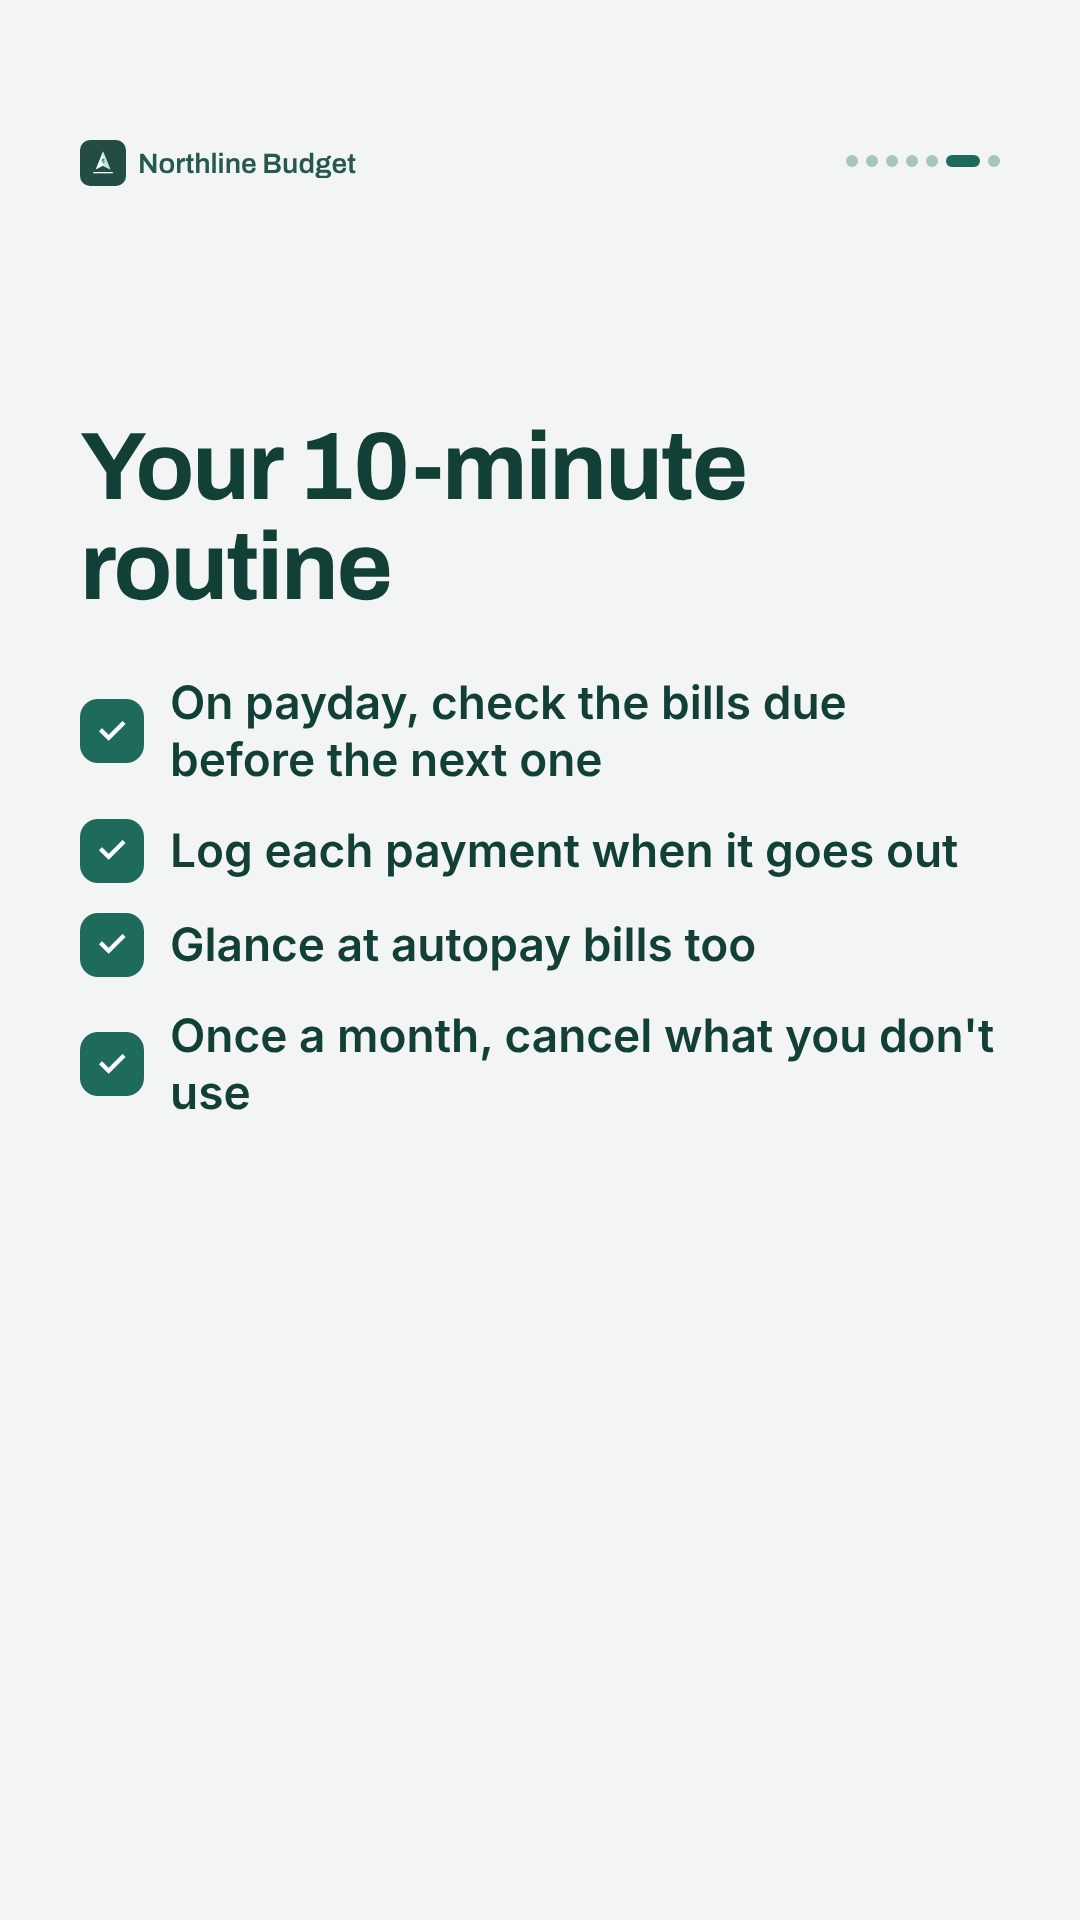 Northline Budget
Your 10-minute
routine
On payday, check the bills due
before the next one
Log each payment when it goes out
Glance at autopay bills too
Once a month, cancel what you don't
use